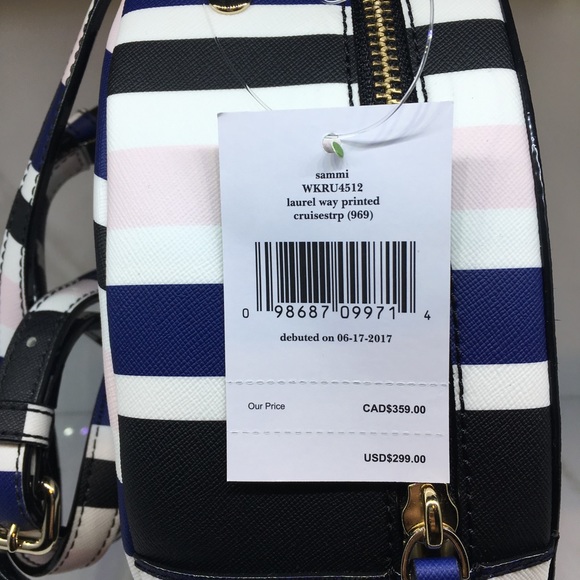 sammi
WKRU4512
laurel way printed
cruisestrp (969)
0 98687 09971 4
debuted on 06-17-2017
Our Price CAD$359.00
USD$299.00